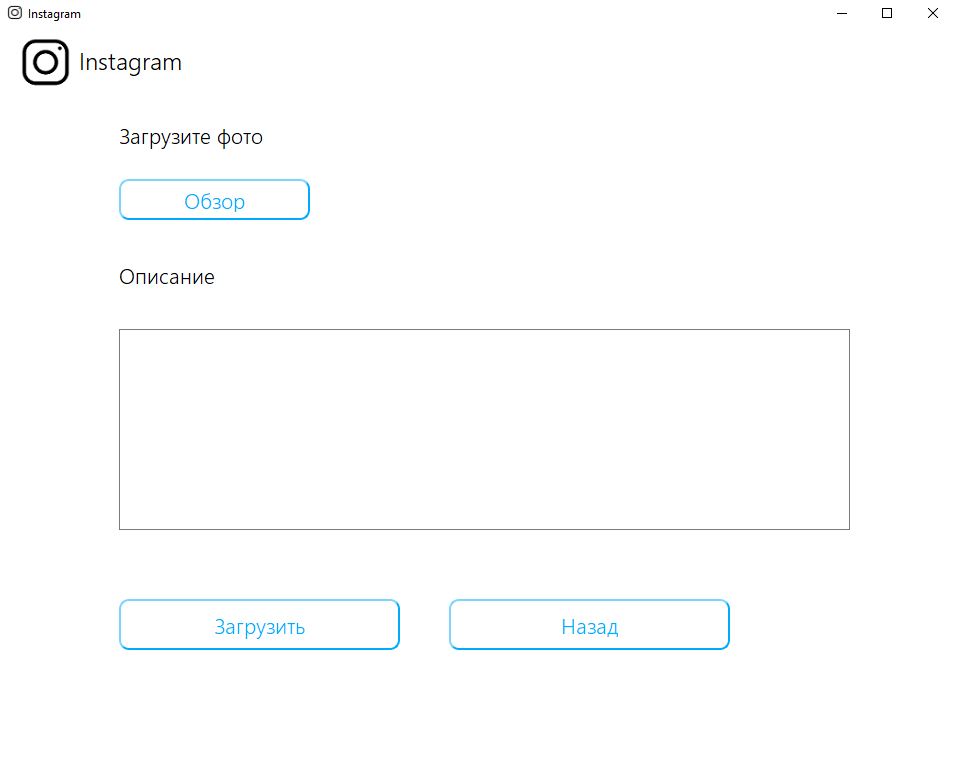 Instagram
Instagram
Загрузите фото
Обзор
Описание
Загрузить
Назад